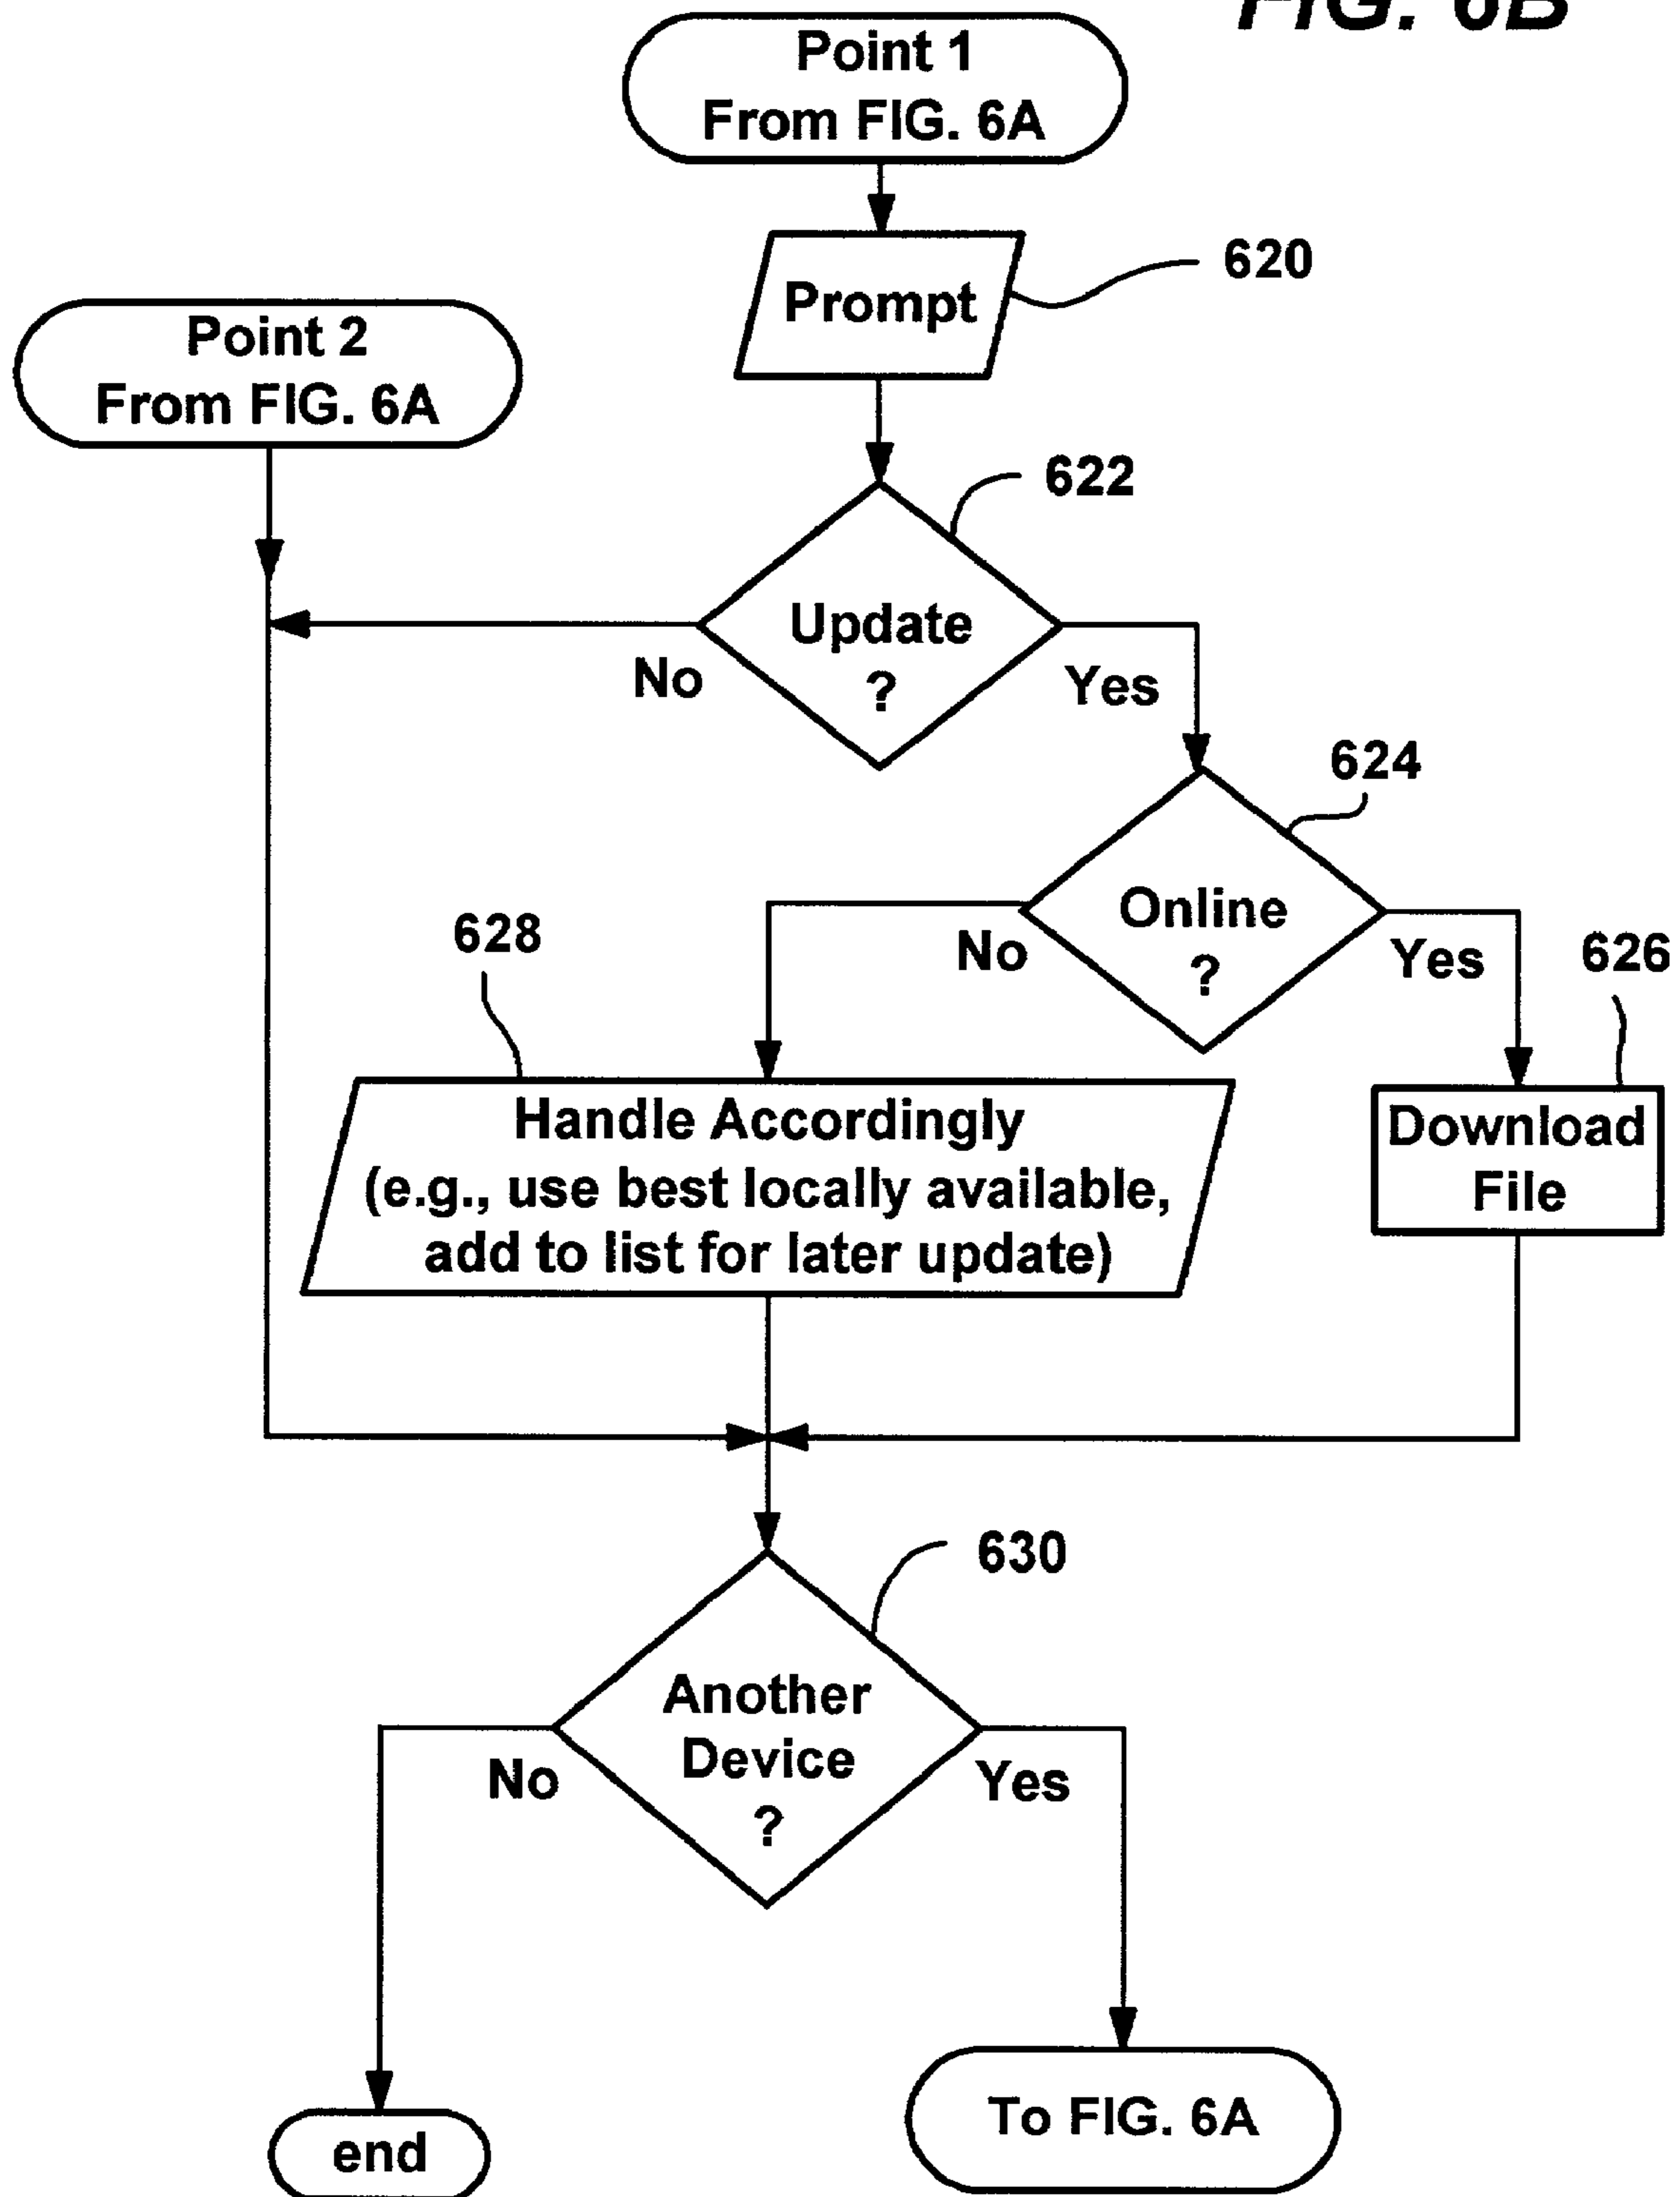 FIG. 6B
Point 1
From FIG. 6A
Prompt
620
Point 2
From FIG. 6A
622
Update
?
No
Yes
624
Online
?
No
Yes
628
626
Handle Accordingly
(e.g., use best locally available,
add to list for later update)
Download
File
630
Another
Device
?
No
Yes
To FIG. 6A
end